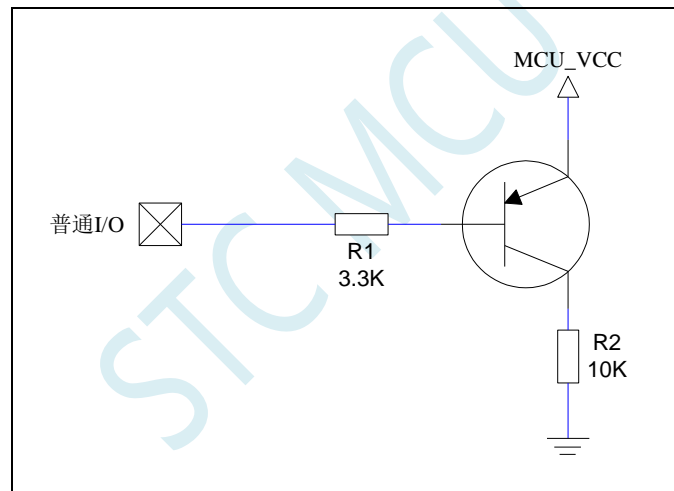 MCU_VCC
普通I/O
R1
3.3K
R2
10K
STC MCU